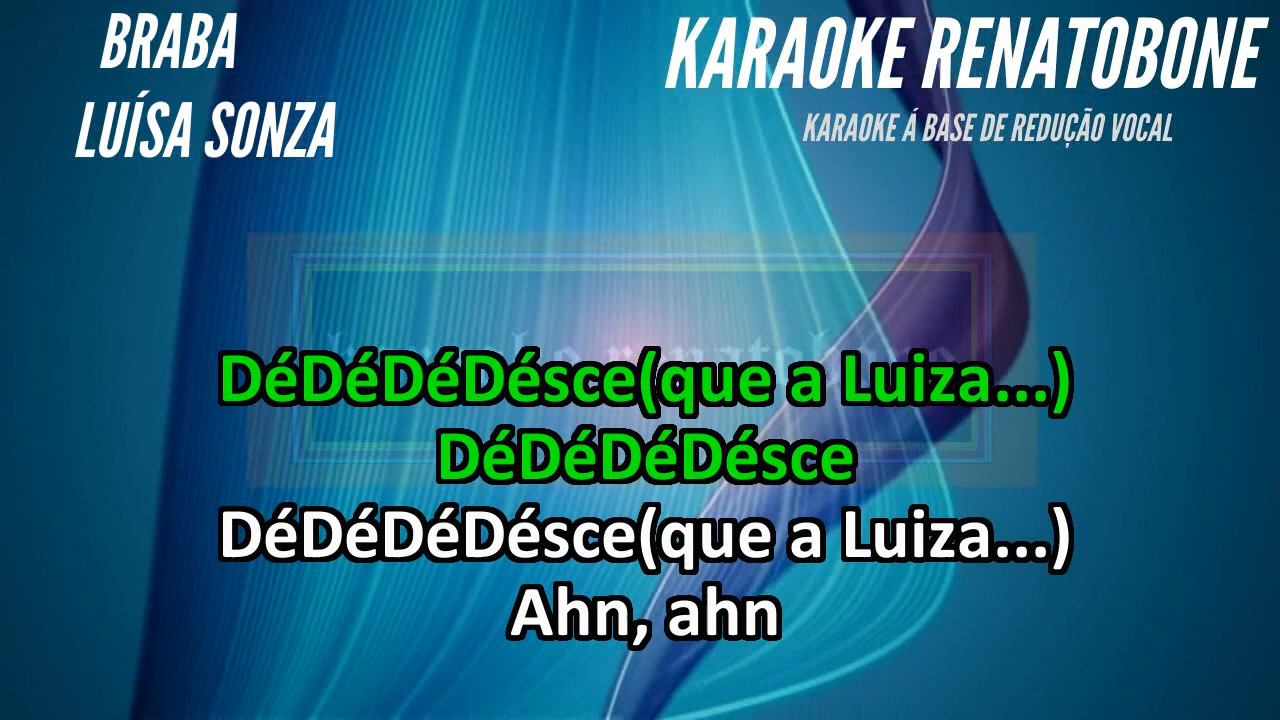 BRABA
LUÍSA SONZA
KARAOKE RENATOBONE
KARAOKE Á BASE DE REDUÇÃO VOCAL
DéDéDéDésce(que a Luiza...)
DéDéDéDésce
DéDéDéDésce(que a Luiza...)
Ahn, ahn